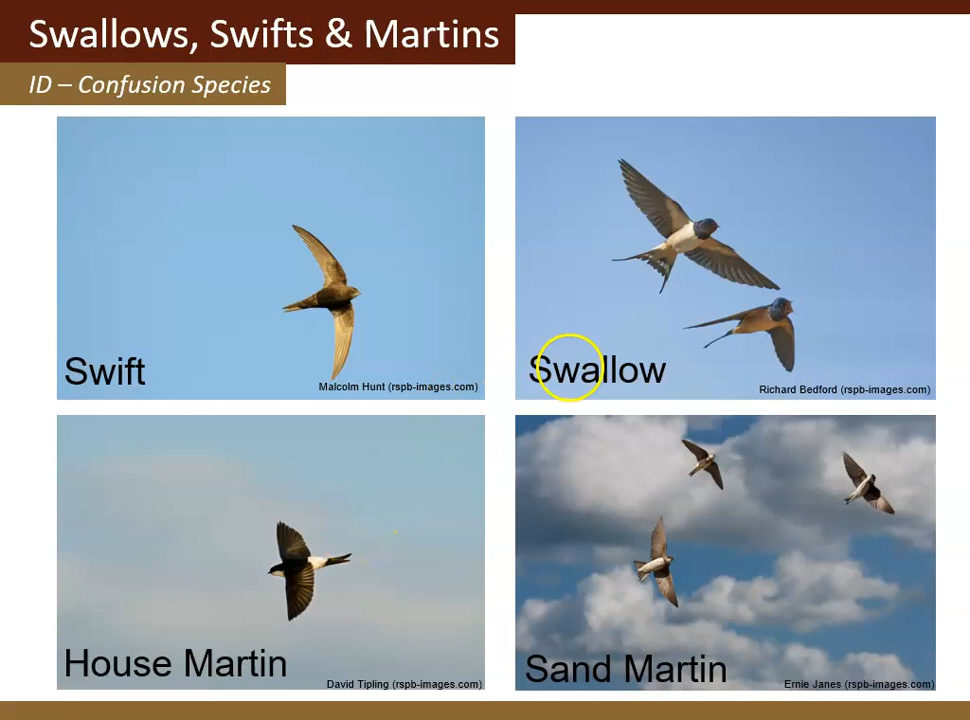 Swallows, Swifts & Martins
ID – Confusion Species
Swift
Malcolm Hunt (rspb-images.com)
Swallow
Richard Bedford (rspb-images.com)
House Martin
David Tipling (rspb-images.com)
Sand Martin
Ernie Janes (rspb-images.com)